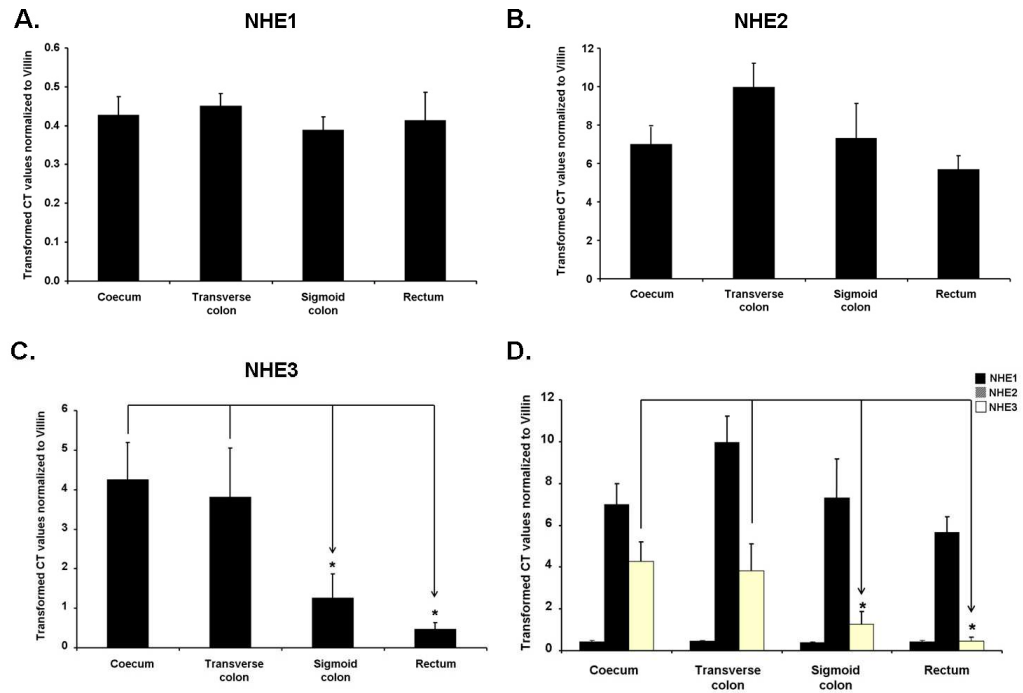 A.
NHE1
Transformed CT values normalized to Villin
0.6
0.5
0.4
0.3
0.2
0.1
0.0
Coecum
Transverse
colon
Sigmoid
colon
Rectum
B.
NHE2
Transformed CT values normalized to Villin
12
10
8
6
4
2
0
Coecum
Transverse
colon
Sigmoid
colon
Rectum
C.
NHE3
Transformed CT values normalized to Villin
6
5
4
3
2
1
0
*
*
Coecum
Transverse
colon
Sigmoid
colon
Rectum
D.
NHE1
NHE2
NHE3
Transformed CT values normalized to Villin
12
10
8
6
4
2
0
*
*
Coecum
Transverse
colon
Sigmoid
colon
Rectum